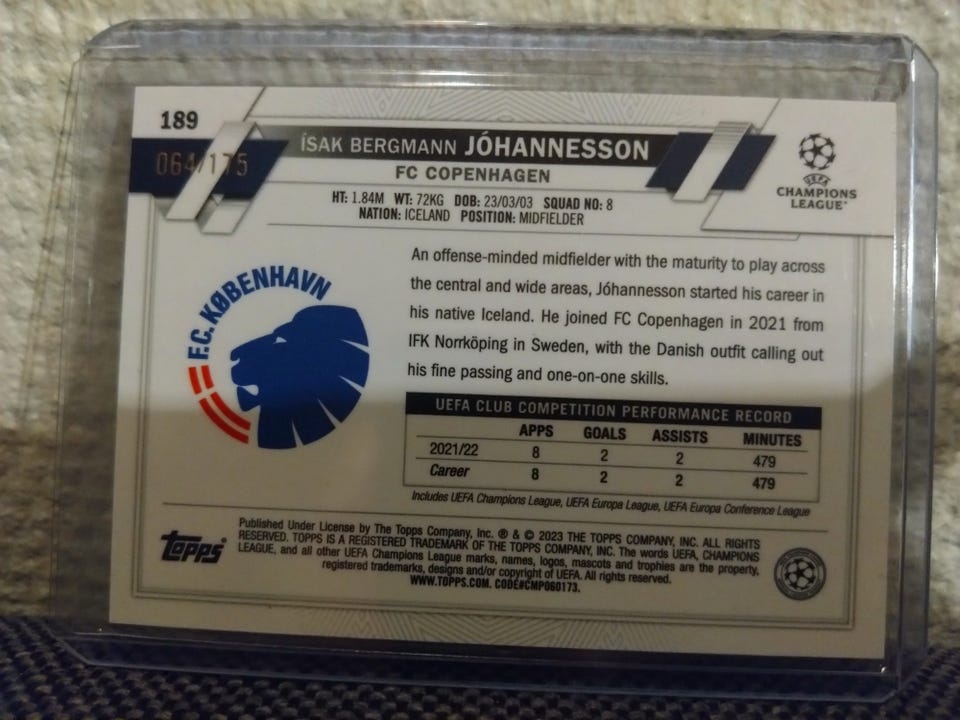 189
064/175
ÍSAK BERGMANN JÓHANNESSON
FC COPENHAGEN
HT: 1.84M WT: 72KG DOB: 23/03/03 SQUAD NO: 8
NATION: ICELAND POSITION: MIDFIELDER
UEFA
CHAMPIONS
LEAGUE®
F.C. KØBENHAVN
An offense-minded midfielder with the maturity to play across
the central and wide areas, Jóhannesson started his career in
his native Iceland. He joined FC Copenhagen in 2021 from
IFK Norrköping in Sweden, with the Danish outfit calling out
his fine passing and one-on-one skills.
UEFA CLUB COMPETITION PERFORMANCE RECORD
APPS GOALS ASSISTS MINUTES
2021/22 8 2 2 479
Career 8 2 2 479
Includes UEFA Champions League, UEFA Europa League, UEFA Europa Conference League
topps®
Published Under License by The Topps Company, Inc. ® & © 2023 THE TOPPS COMPANY, INC. ALL RIGHTS
RESERVED. TOPPS IS A REGISTERED TRADEMARK OF THE TOPPS COMPANY, INC. The words UEFA, CHAMPIONS
LEAGUE, and all other UEFA Champions League marks, names, logos, mascots and trophies are the property,
registered trademarks, designs and/or copyright of UEFA. All rights reserved.
WWW.TOPPS.COM. CODE#CMP060173.